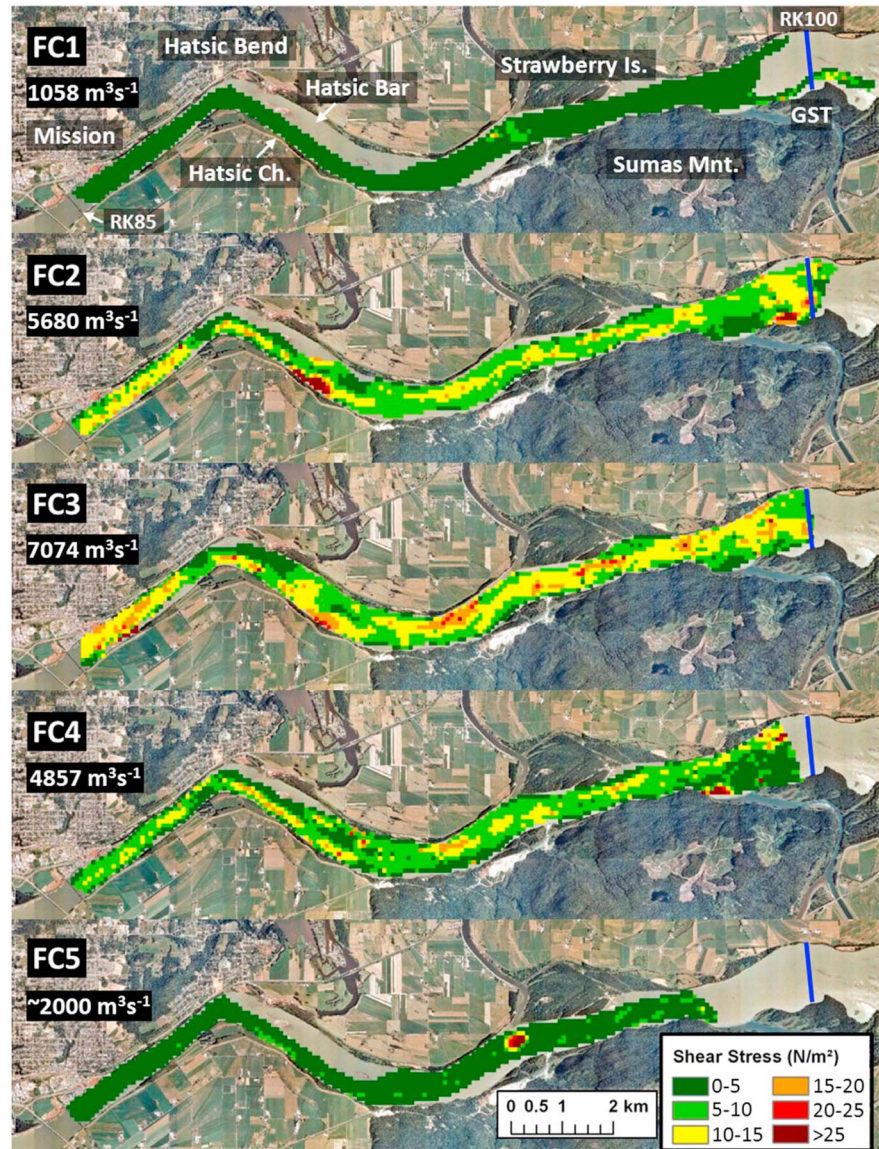 FC1
1058 m³s⁻¹
Hatsic Bend
Hatsic Bar
Strawberry Is.
RK100
Mission
Hatsic Ch.
GST
Sumas Mnt.
RK85
FC2
5680 m³s⁻¹
FC3
7074 m³s⁻¹
FC4
4857 m³s⁻¹
FC5
~2000 m³s⁻¹
0 0.5 1 2 km
Shear Stress (N/m²)
0-5
5-10
10-15
15-20
20-25
>25